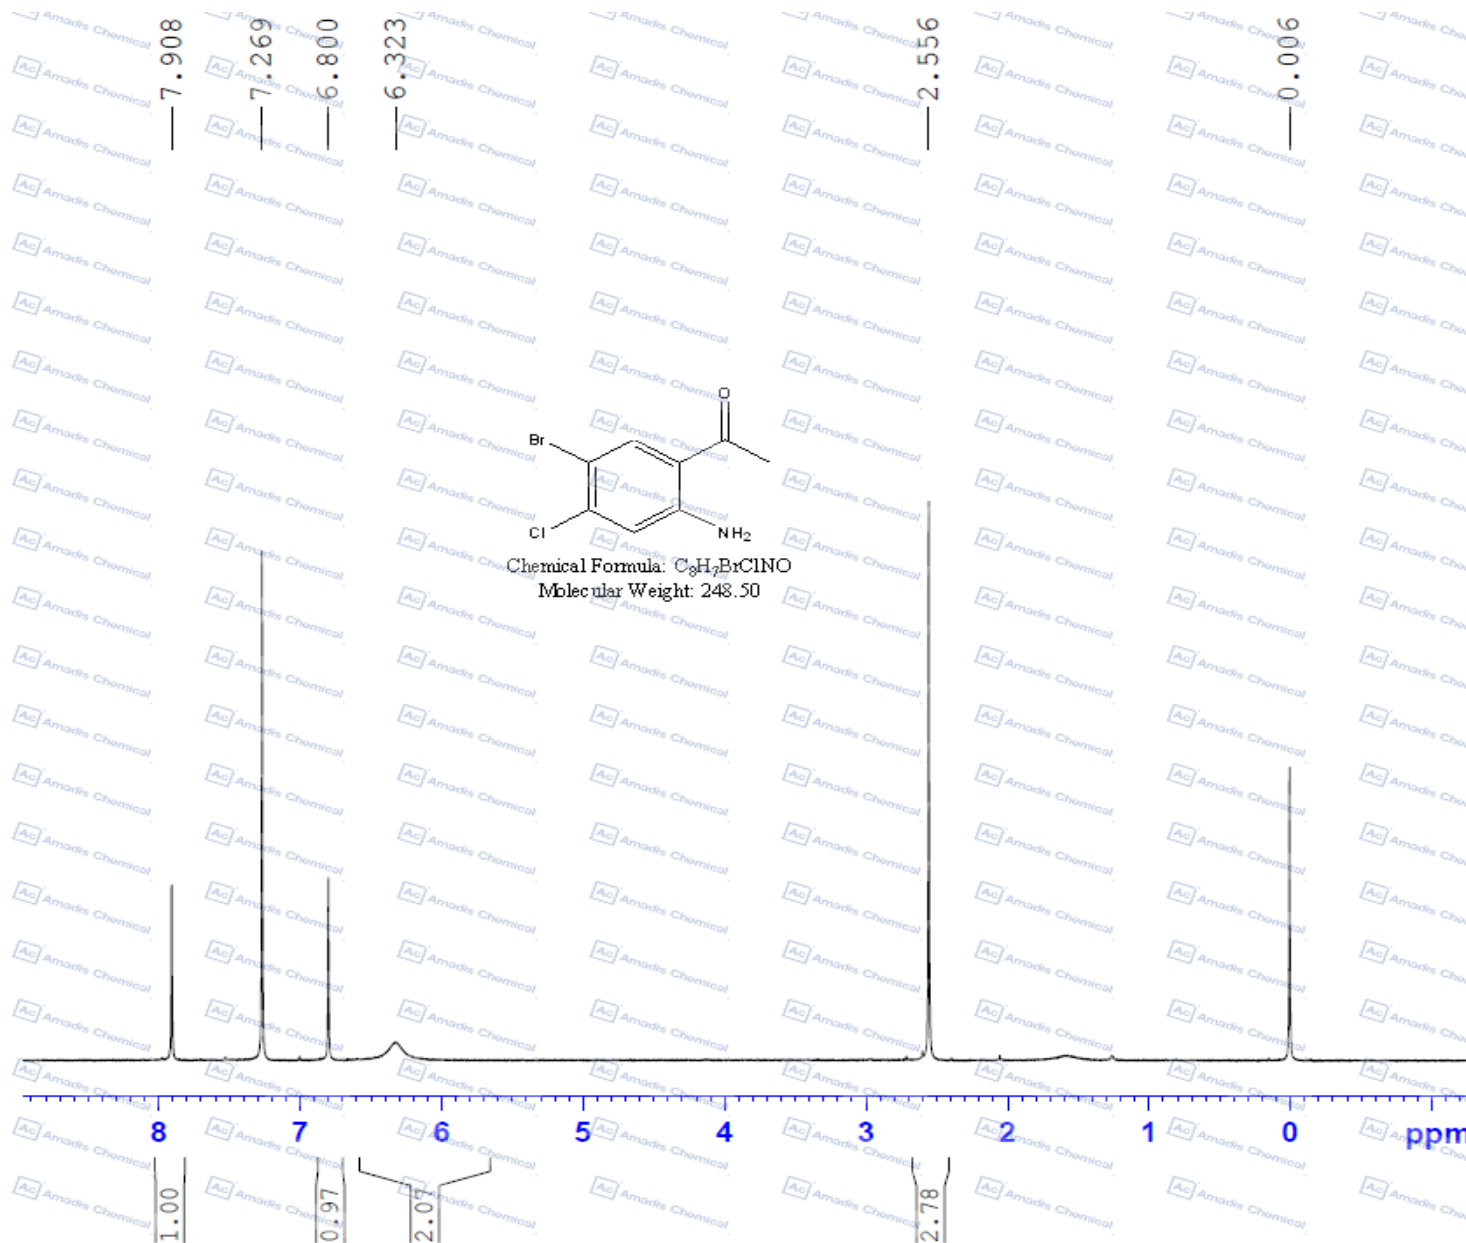 7.908
7.269
6.800
6.323
2.556
0.006
O
Br
Cl
NH₂
Chemical Formula: C₈H₇BrClNO
Molecular Weight: 248.50
8 7 6 5 4 3 2 1 0 ppm
1.00
0.97
2.07
2.78
Ac Amadis Chemical